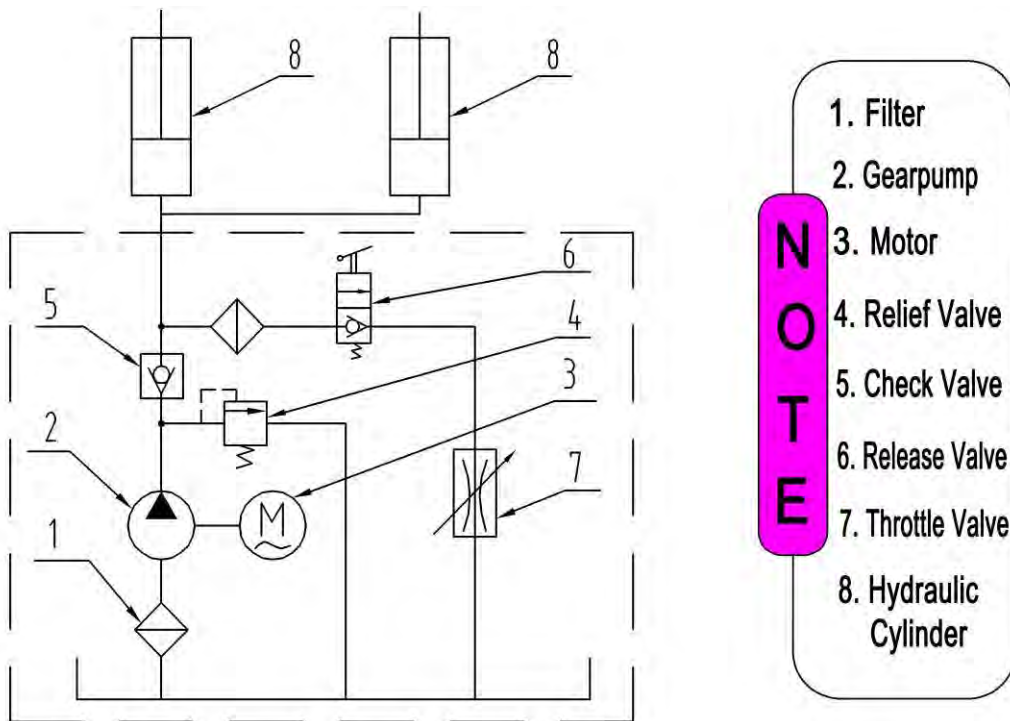 8
8
6
5
4
3
2
7
1
M
NOTE
1. Filter
2. Gearpump
3. Motor
4. Relief Valve
5. Check Valve
6. Release Valve
7. Throttle Valve
8. Hydraulic
Cylinder